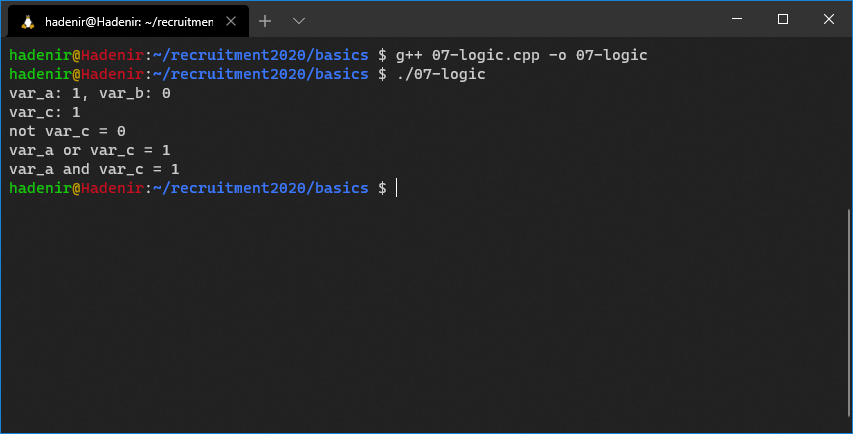 hadenir@Hadenir: ~/recruitmen
hadenir@Hadenir:~/recruitment2020/basics $ g++ 07-logic.cpp -o 07-logic
hadenir@Hadenir:~/recruitment2020/basics $ ./07-logic
var_a: 1, var_b: 0
var_c: 1
not var_c = 0
var_a or var_c = 1
var_a and var_c = 1
hadenir@Hadenir:~/recruitment2020/basics $